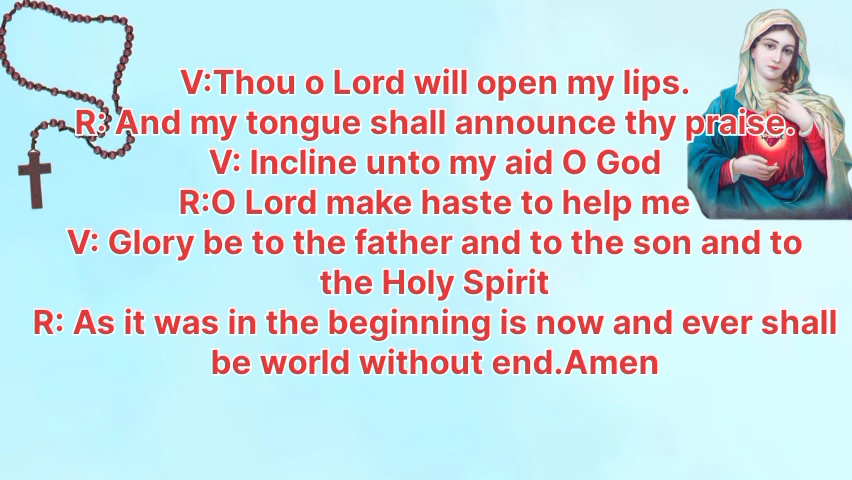 V:Thou o Lord will open my lips.
R: And my tongue shall announce thy praise.
V: Incline unto my aid O God
R:O Lord make haste to help me
V: Glory be to the father and to the son and to
the Holy Spirit
R: As it was in the beginning is now and ever shall
be world without end.Amen